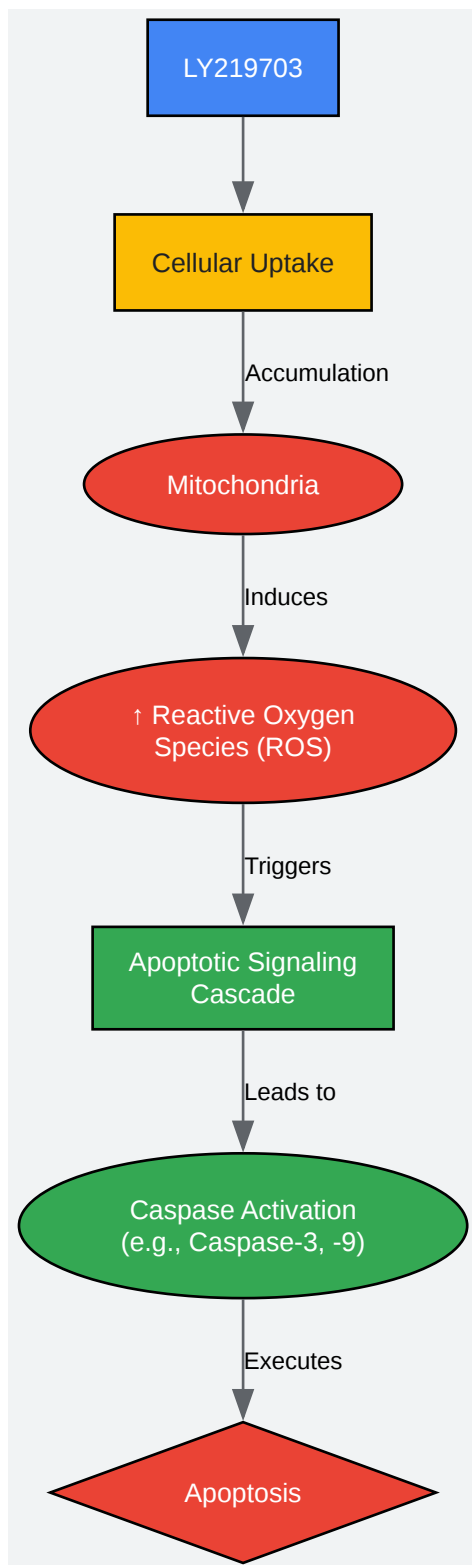 LY219703
Cellular Uptake
Accumulation
Mitochondria
Induces
↑ Reactive Oxygen
Species (ROS)
Triggers
Apoptotic Signaling
Cascade
Leads to
Caspase Activation
(e.g., Caspase-3, -9)
Executes
Apoptosis